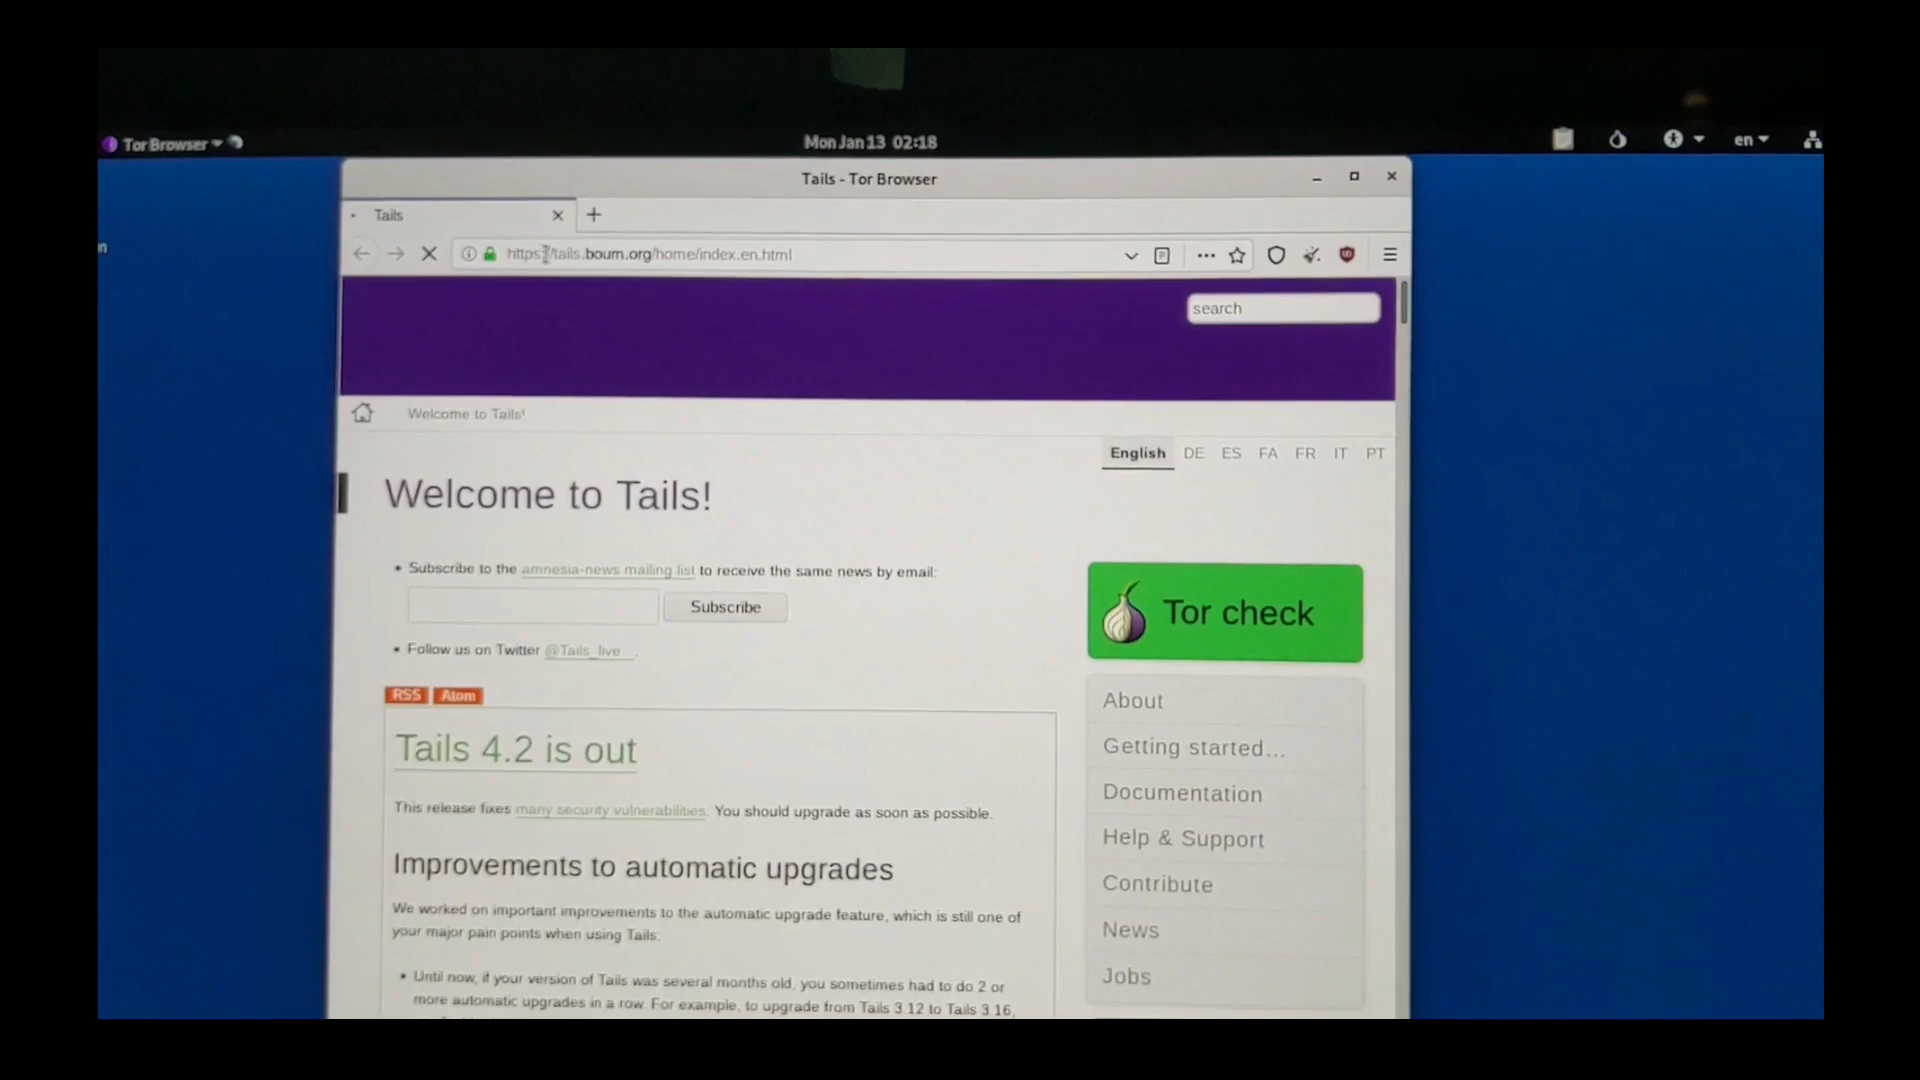 Tor Browser
Mon Jan 13 02:18
en
Tails - Tor Browser
Tails
https://tails.boum.org/home/index.en.html
search
Welcome to Tails!
English DE ES FA FR IT PT
Welcome to Tails!
Subscribe to the amnesia-news mailing list to receive the same news by email:
Subscribe
Follow us on Twitter @Tails_live .
Tor check
RSS Atom
About
Tails 4.2 is out
Getting started...
Documentation
This release fixes many security vulnerabilities. You should upgrade as soon as possible.
Help & Support
Improvements to automatic upgrades
Contribute
We worked on important improvements to the automatic upgrade feature, which is still one of
your major pain points when using Tails:
News
Jobs
Until now, if your version of Tails was several months old, you sometimes had to do 2 or
more automatic upgrades in a row. For example, to upgrade from Tails 3.12 to Tails 3.16,